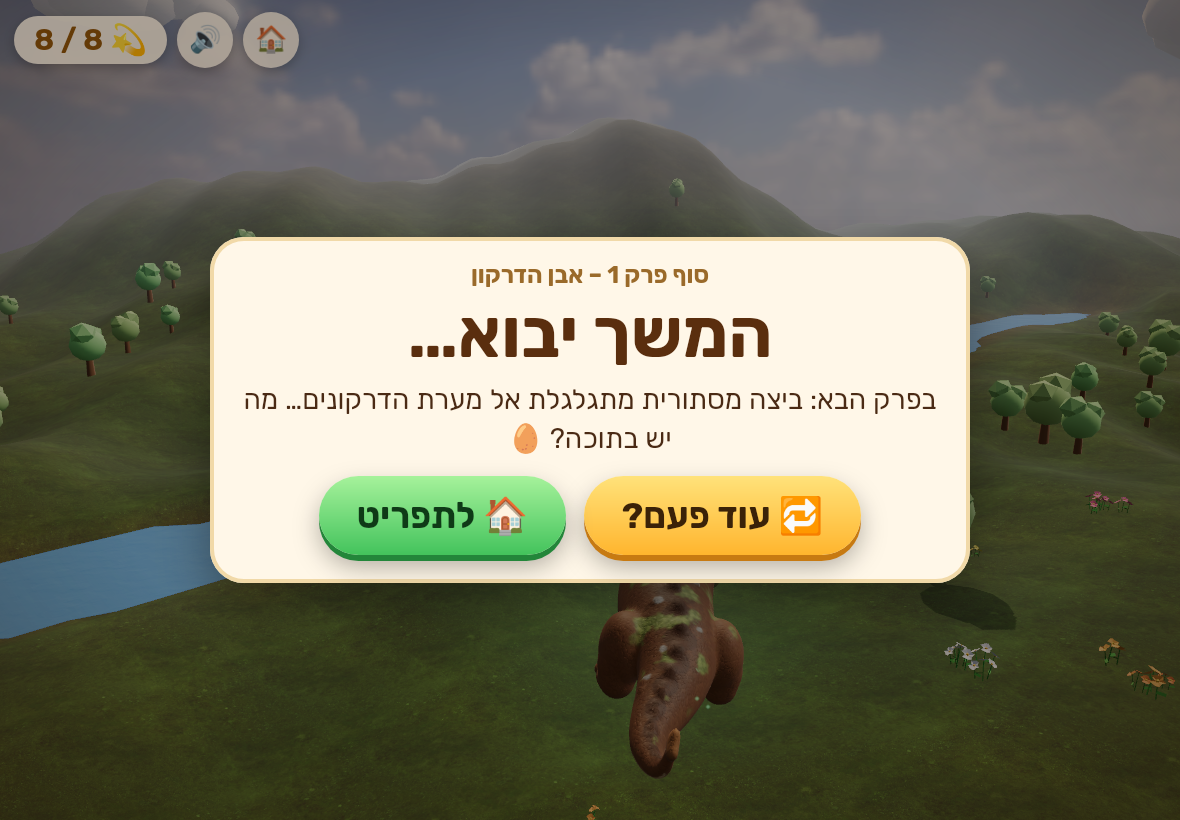 8 / 8
סוף פרק 1 – אבן הדרקון
המשך יבוא...
בפרק הבא: ביצה מסתורית מתגלגלת אל מערת הדרקונים... מה
יש בתוכה? 🥚
🔁 עוד פעם?
🏠 לתפריט